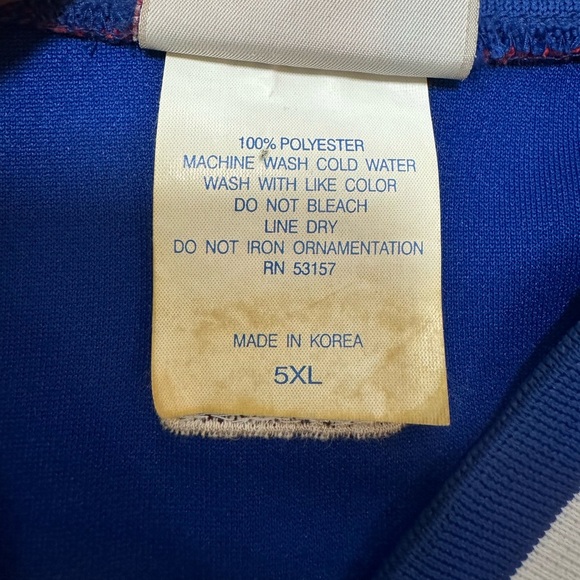 100% POLYESTER
MACHINE WASH COLD WATER
WASH WITH LIKE COLOR
DO NOT BLEACH
LINE DRY
DO NOT IRON ORNAMENTATION
RN 53157
MADE IN KOREA
5XL